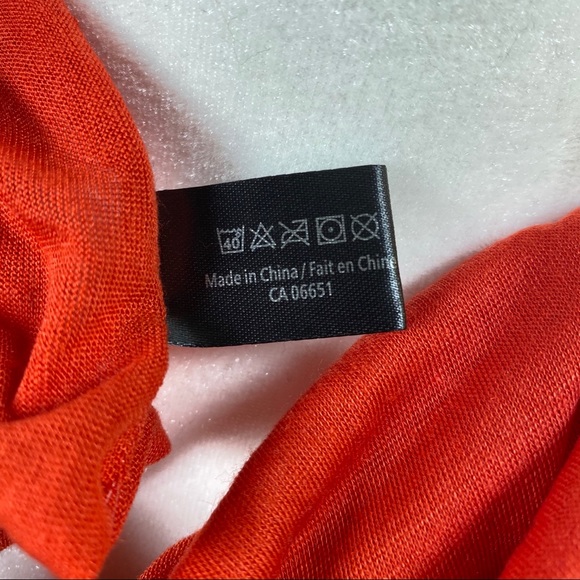 40
Made in China / Fait en Chine
CA 06651